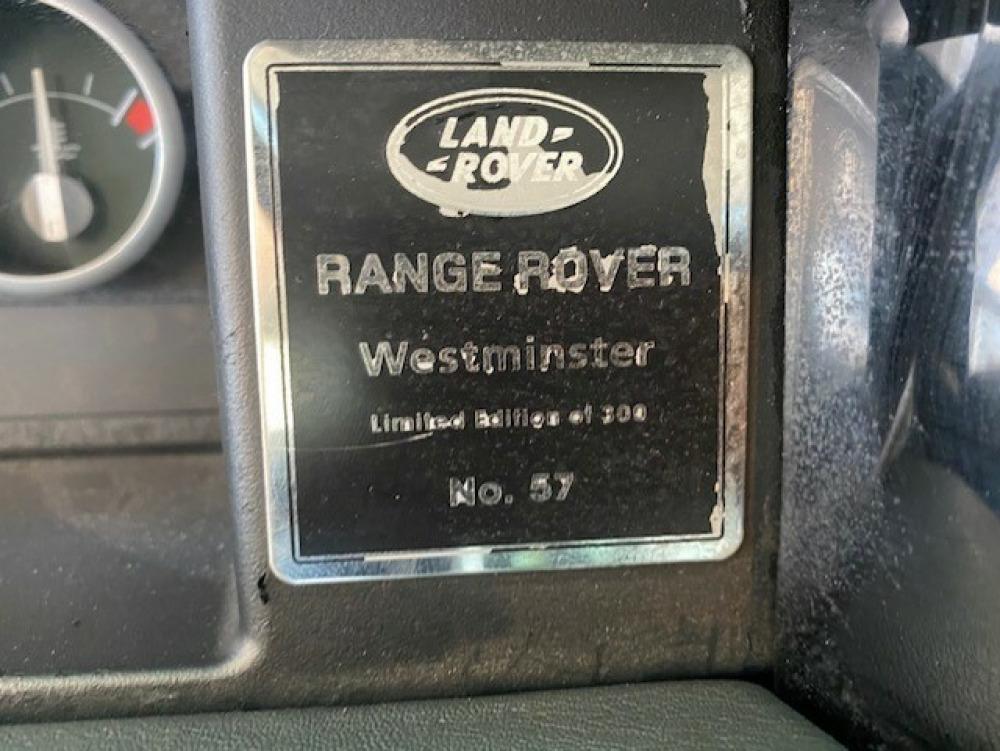 LAND-
-ROVER
RANGE ROVER
Westminster
Limited Edition of 300
No. 57